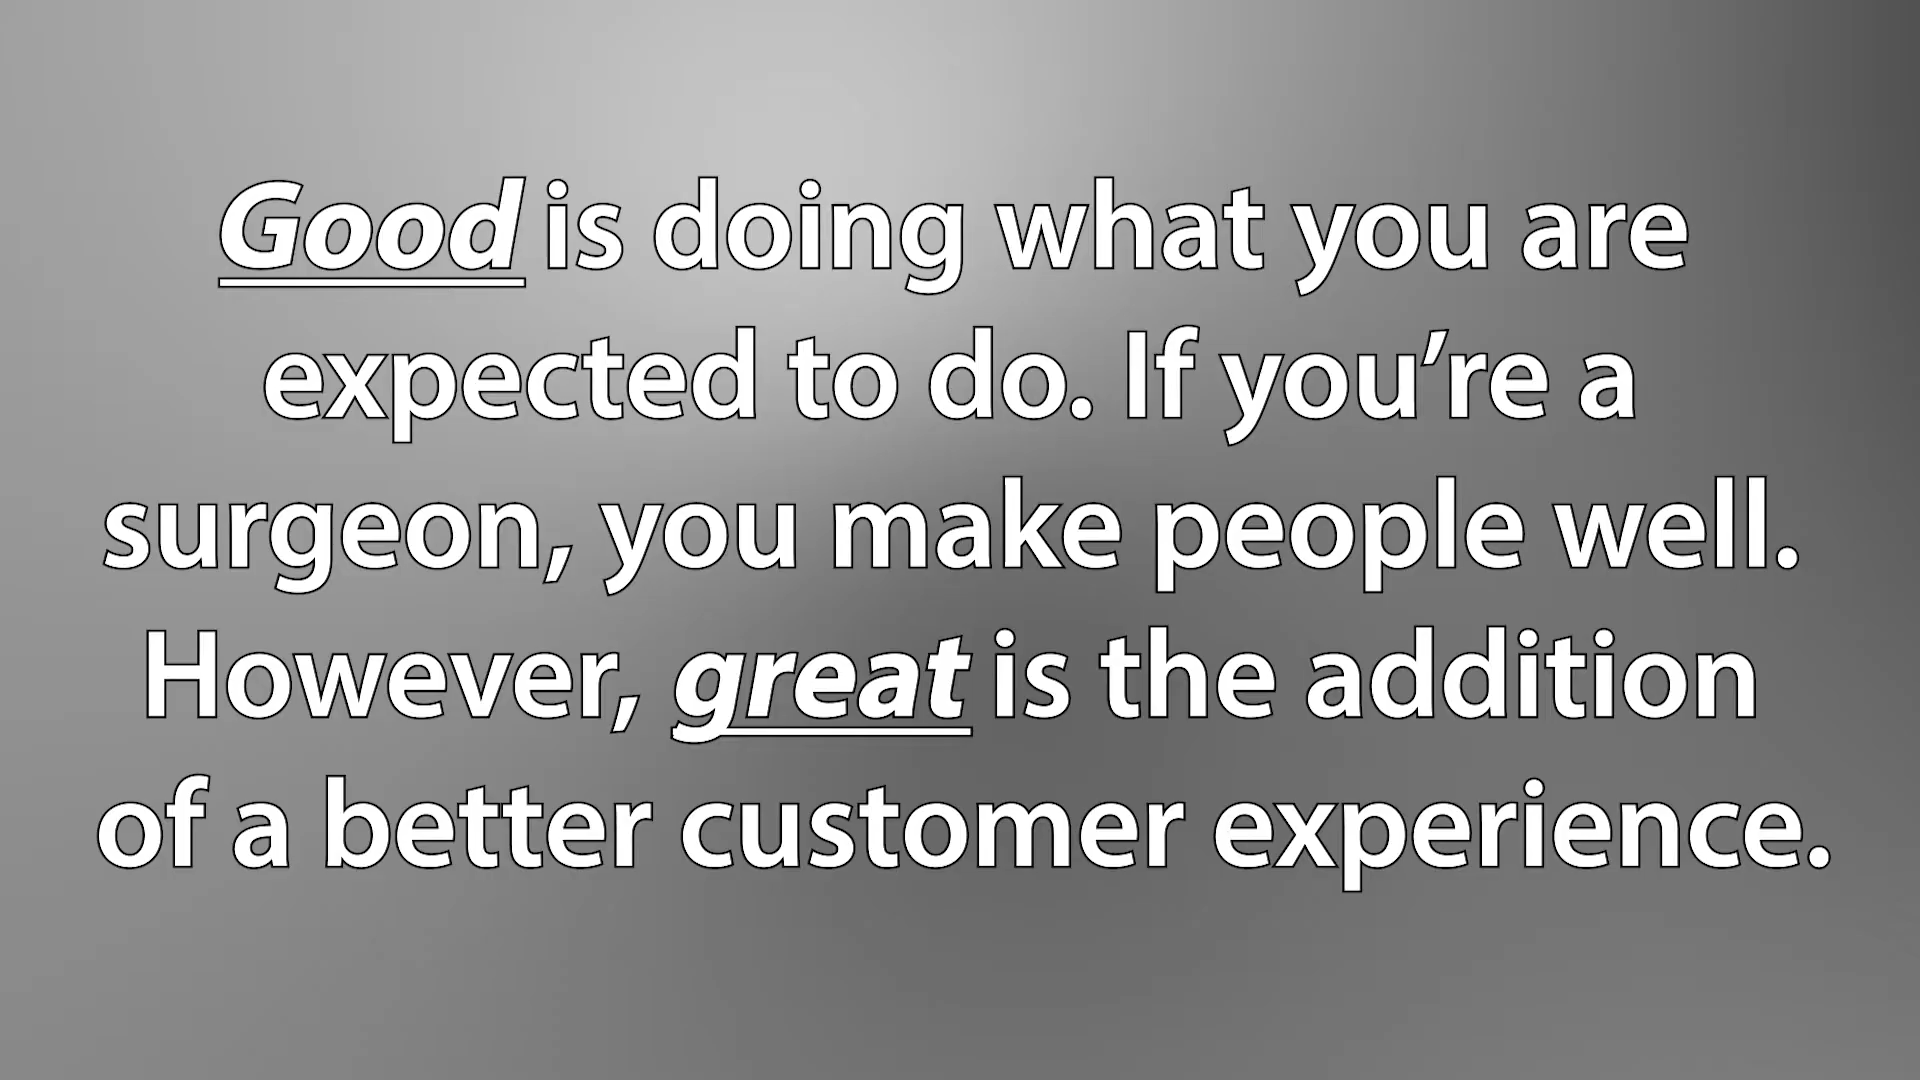 Good is doing what you are
expected to do. If you’re a
surgeon, you make people well.
However, great is the addition
of a better customer experience.